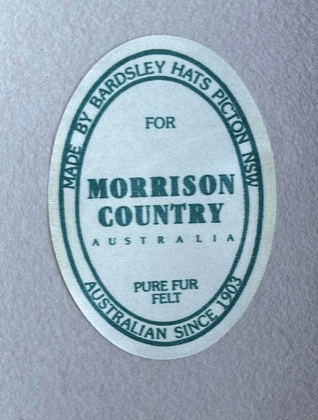 MADE BY BARDSLEY HATS PICTON NSW
FOR
MORRISON
COUNTRY
AUSTRALIA
PURE FUR
FELT
AUSTRALIAN SINCE 1903